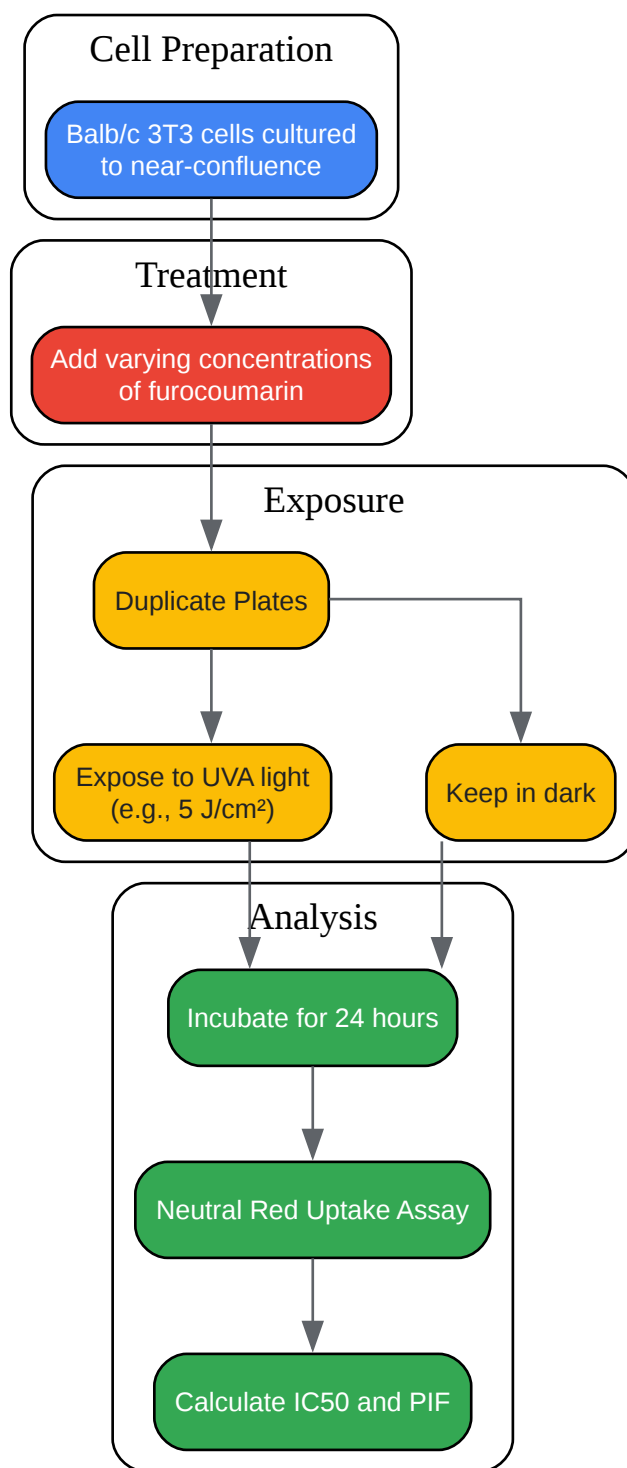 Cell Preparation
Balb/c 3T3 cells cultured
to near-confluence
Treatment
Add varying concentrations
of furocoumarin
Exposure
Duplicate Plates
Expose to UVA light
(e.g., 5 J/cm²)
Keep in dark
Analysis
Incubate for 24 hours
Neutral Red Uptake Assay
Calculate IC50 and PIF